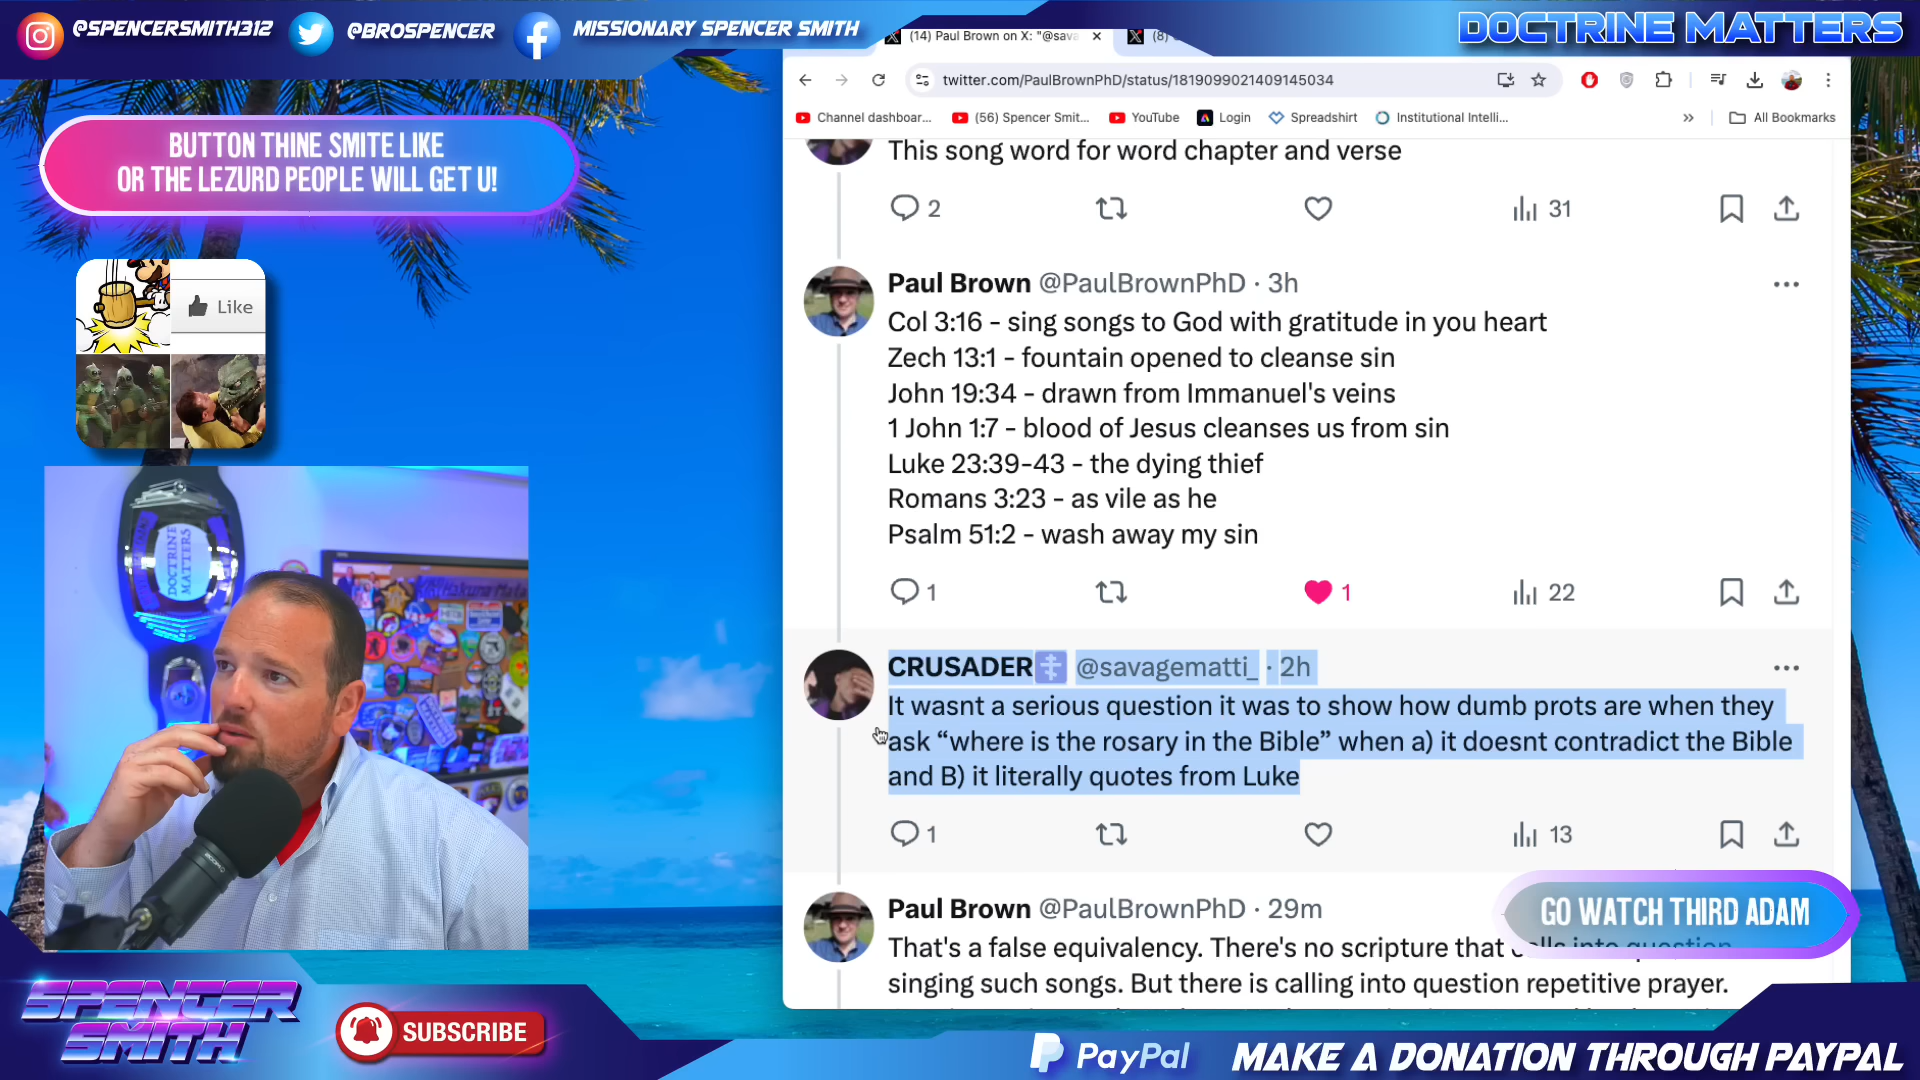 @SPENCERSMITH312
@BROSPENCER
MISSIONARY SPENCER SMITH
DOCTRINE MATTERS
(14) Paul Brown on X: "@sava
(8)
twitter.com/PaulBrownPhD/status/1819099021409145034
Channel dashboar...
(56) Spencer Smit...
YouTube
Login
Spreadshirt
Institutional Intelli...
All Bookmarks
BUTTON THINE SMITE LIKE
OR THE LEZURD PEOPLE WILL GET U!
Like
DOCTRINE
MATTERS
Hakuna Mata
This song word for word chapter and verse
2
31
Paul Brown @PaulBrownPhD · 3h
Col 3:16 - sing songs to God with gratitude in you heart
Zech 13:1 - fountain opened to cleanse sin
John 19:34 - drawn from Immanuel's veins
1 John 1:7 - blood of Jesus cleanses us from sin
Luke 23:39-43 - the dying thief
Romans 3:23 - as vile as he
Psalm 51:2 - wash away my sin
1
1
22
CRUSADER @savagematti_ · 2h
It wasnt a serious question it was to show how dumb prots are when they
ask “where is the rosary in the Bible” when a) it doesnt contradict the Bible
and B) it literally quotes from Luke
1
13
Paul Brown @PaulBrownPhD · 29m
That's a false equivalency. There's no scripture that calls into question
singing such songs. But there is calling into question repetitive prayer.
GO WATCH THIRD ADAM
SPENCER
SMITH
SUBSCRIBE
PayPal
MAKE A DONATION THROUGH PAYPAL